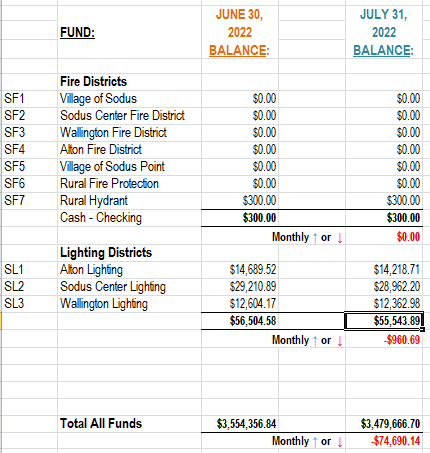 JUNE 30, JULY 31,
FUND: 2022 2022
BALANCE: BALANCE:
Fire Districts
SF1 Village of Sodus $0.00 $0.00
SF2 Sodus Center Fire District $0.00 $0.00
SF3 Wallington Fire District $0.00 $0.00
SF4 Alton Fire District $0.00 $0.00
SF5 Village of Sodus Point $0.00 $0.00
SF6 Rural Fire Protection $0.00 $0.00
SF7 Rural Hydrant $300.00 $300.00
Cash - Checking $300.00 $300.00
Monthly ↑ or ↓ $0.00
Lighting Districts
SL1 Alton Lighting $14,689.52 $14,218.71
SL2 Sodus Center Lighting $29,210.89 $28,962.20
SL3 Wallington Lighting $12,604.17 $12,362.98
$56,504.58 $55,543.89
Monthly ↑ or ↓ -$960.69
Total All Funds $3,554,356.84 $3,479,666.70
Monthly ↑ or ↓ -$74,690.14